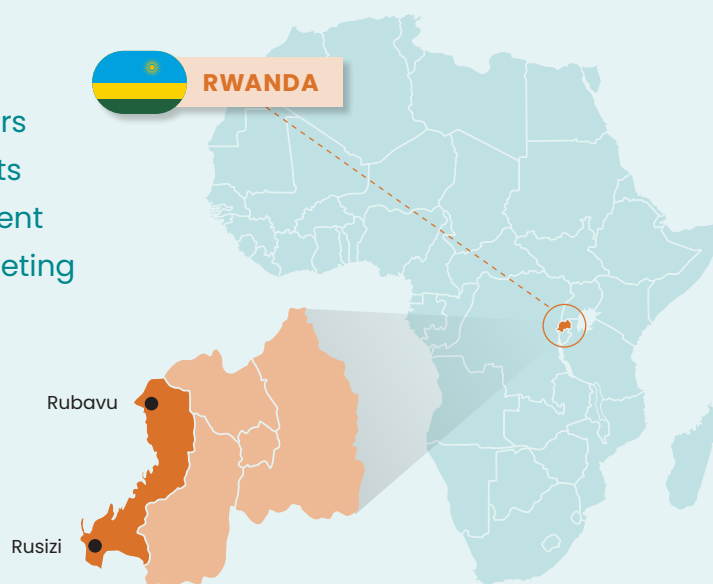 RWANDA
rs
ts
ent
eting
Rubavu
Rusizi